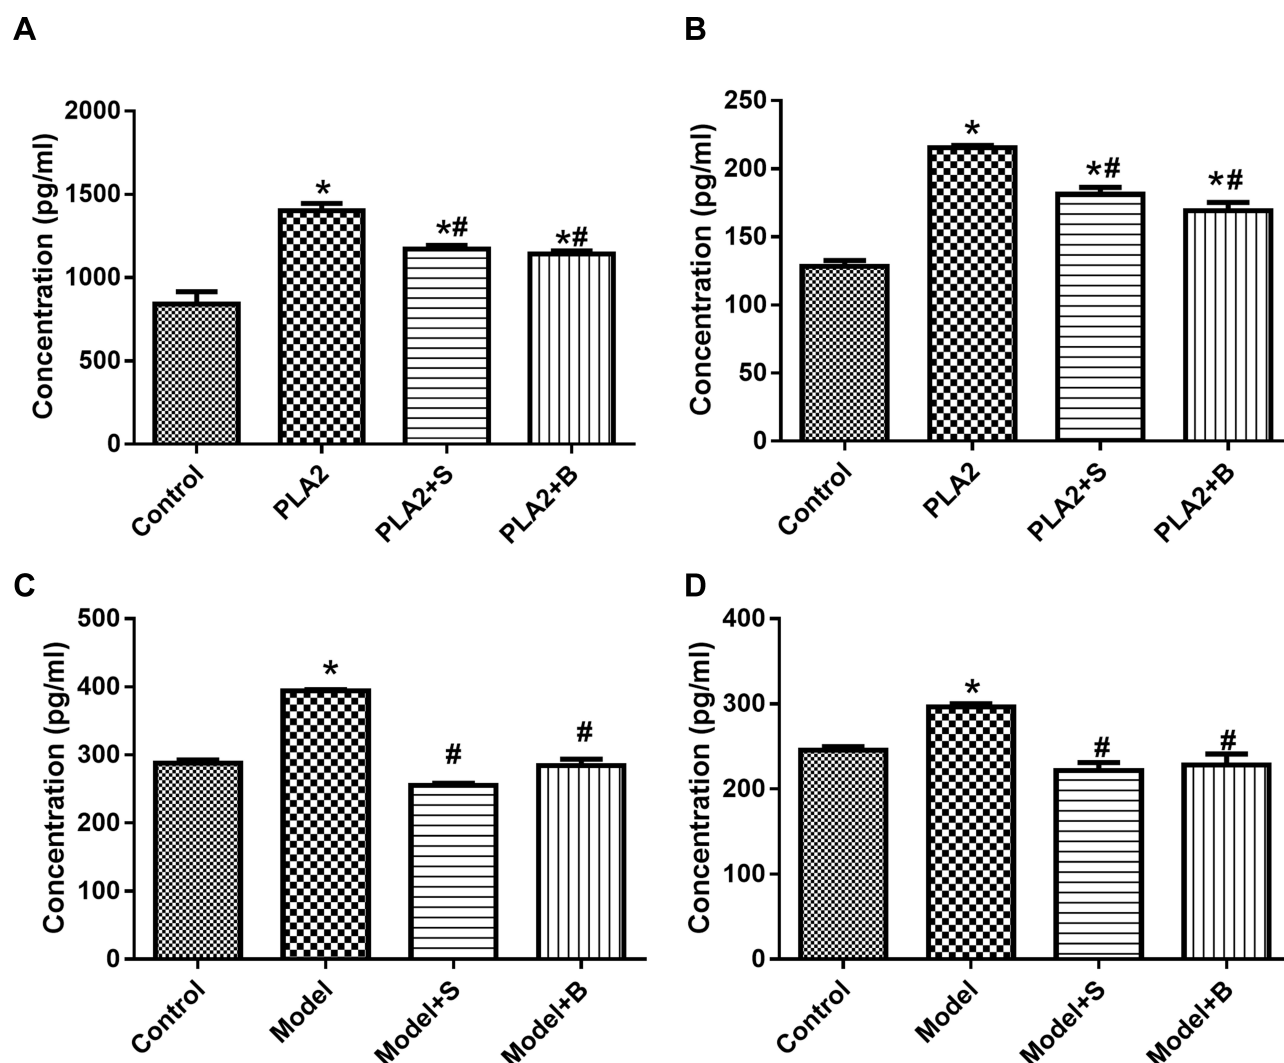 A
Concentration (pg/ml)
2000
1500
1000
500
0
*
*#
*#
Control
PLA2
PLA2+S
PLA2+B
B
Concentration (pg/ml)
250
200
150
100
50
0
*
*#
*#
Control
PLA2
PLA2+S
PLA2+B
C
Concentration (pg/ml)
500
400
300
200
100
0
*
#
#
Control
Model
Model+S
Model+B
D
Concentration (pg/ml)
400
300
200
100
0
*
#
#
Control
Model
Model+S
Model+B